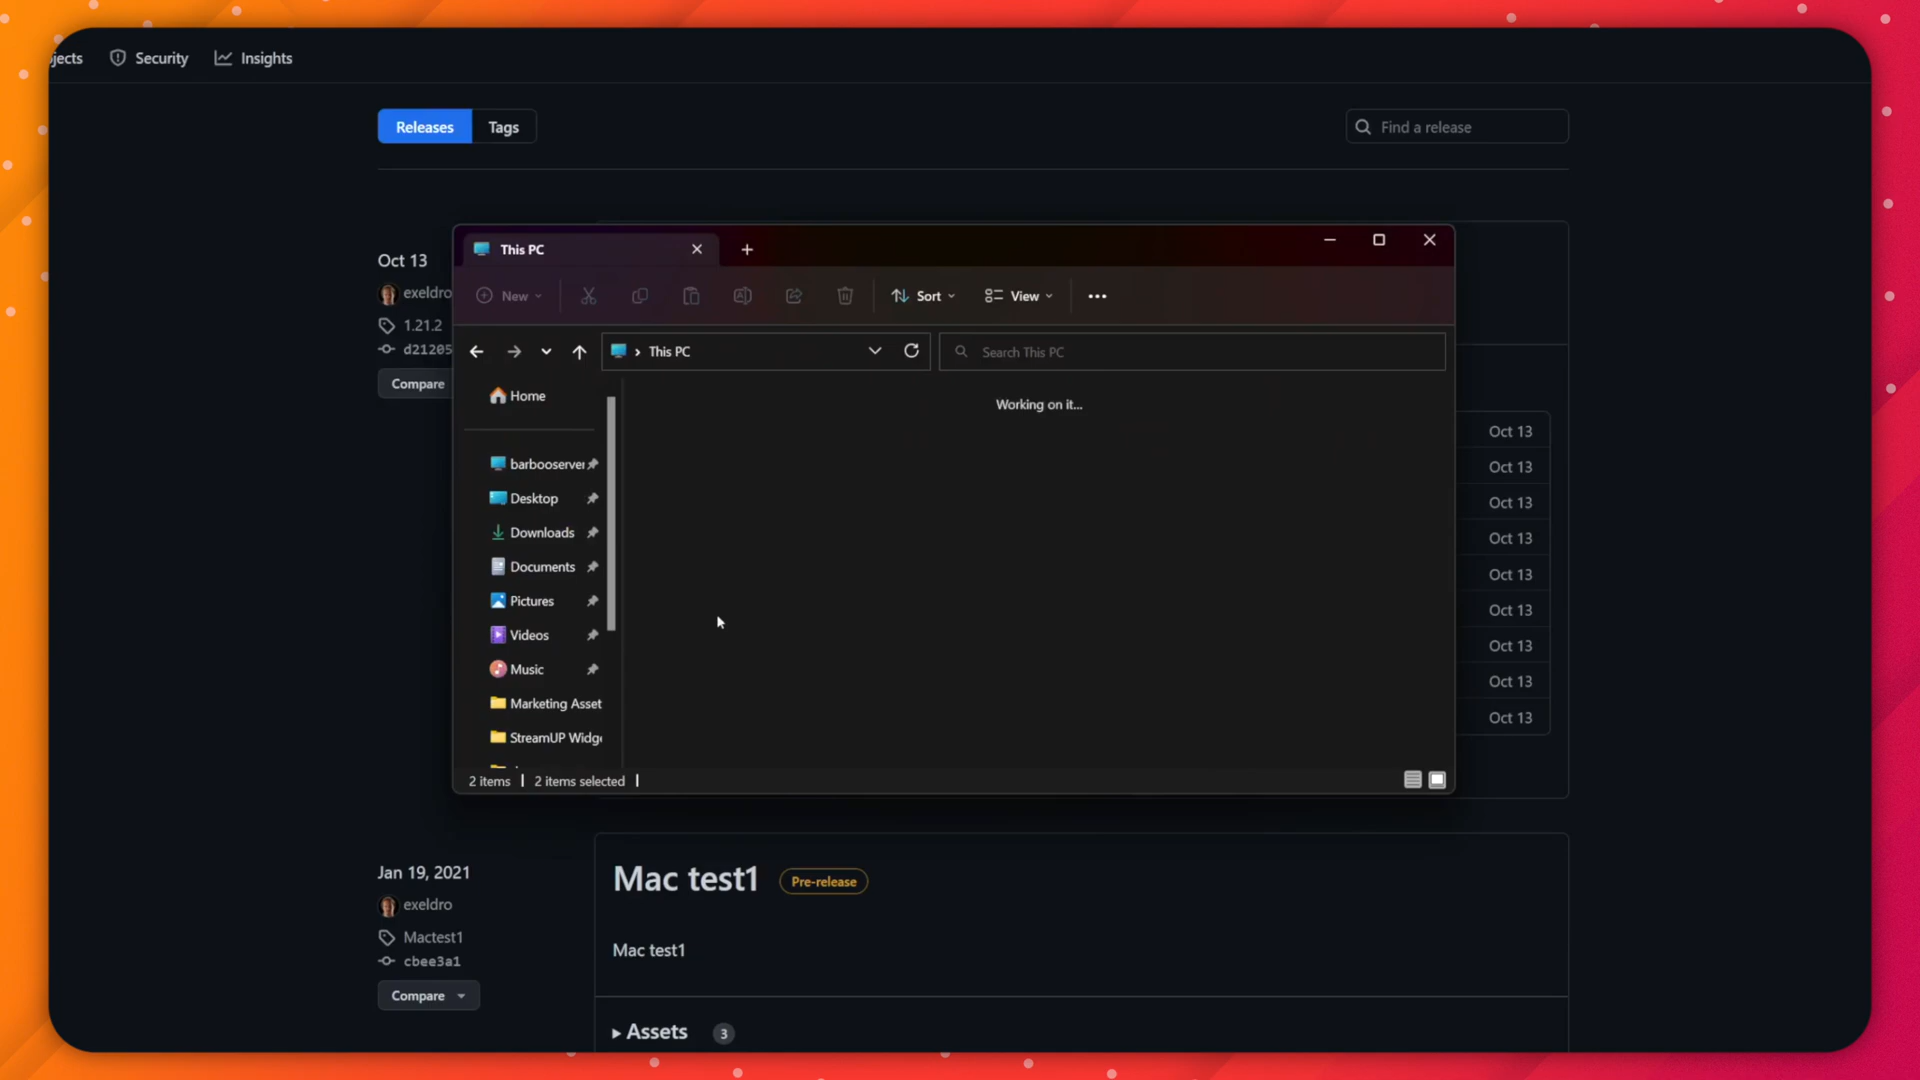 jects Security Insights
Releases Tags Find a release
This PC
Oct 13
exeldro
1.21.2
d21205
Compare
New Sort View
This PC Search This PC
Home
Working on it...
barbooserver
Desktop
Downloads
Documents
Pictures
Videos
Music
Marketing Asset
StreamUP Widge
2 items 2 items selected
Oct 13
Oct 13
Oct 13
Oct 13
Oct 13
Oct 13
Oct 13
Oct 13
Oct 13
Jan 19, 2021
exeldro
Mactest1
cbee3a1
Compare
Mac test1 Pre-release
Mac test1
Assets 3